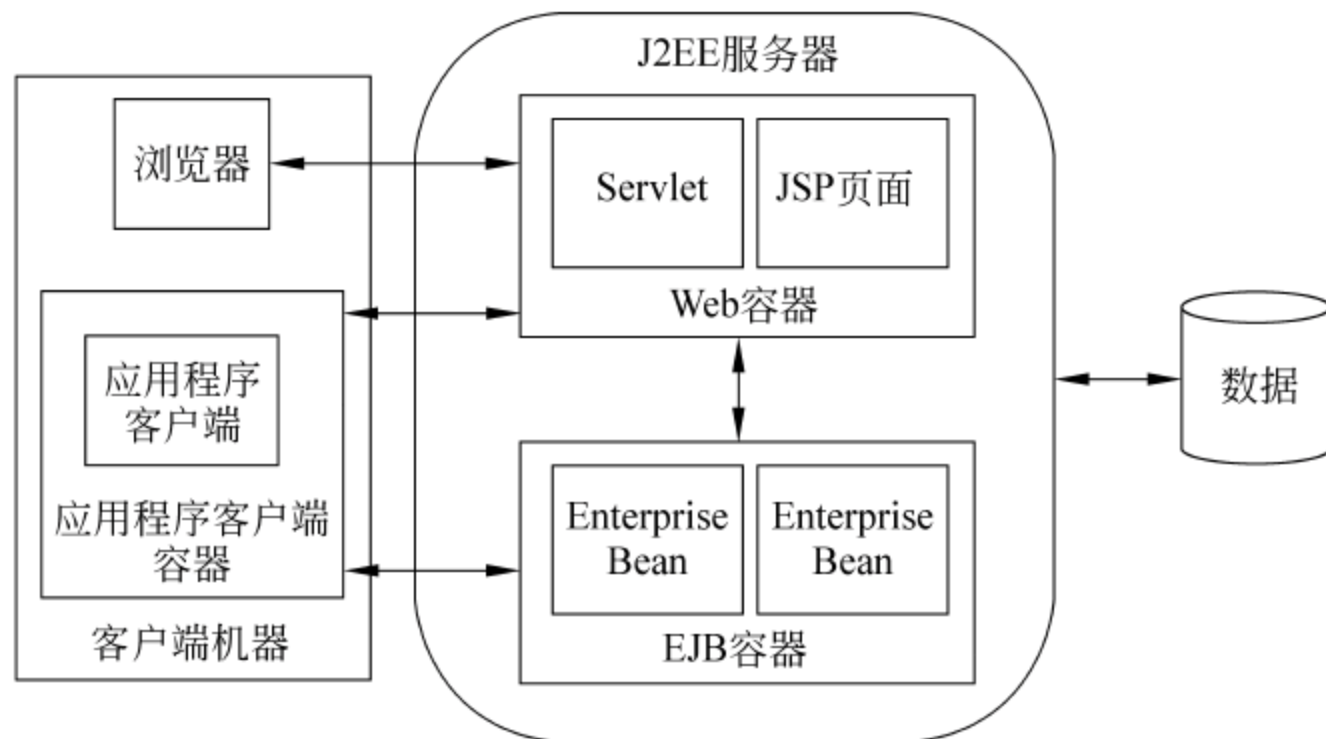 J2EE服务器
浏览器
Servlet
JSP页面
Web容器
应用程序
客户端
应用程序客户端
容器
客户端机器
Enterprise
Bean
Enterprise
Bean
EJB容器
数据